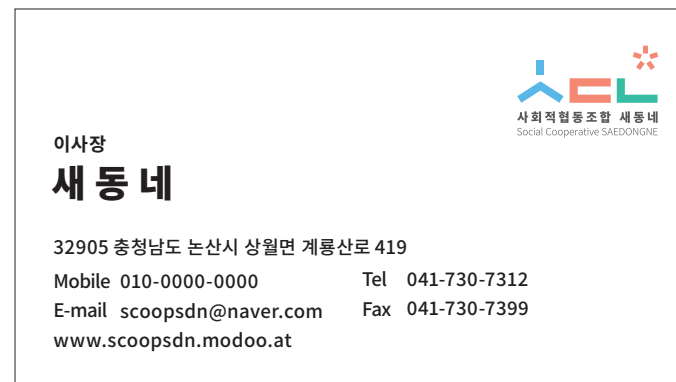 사회적협동조합 새동네
Social Cooperative SAEDONGNE
이사장
새동네
32905 충청남도 논산시 상월면 계룡산로 419
Mobile 010-0000-0000 Tel 041-730-7312
E-mail scoopsdn@naver.com Fax 041-730-7399
www.scoopsdn.modoo.at